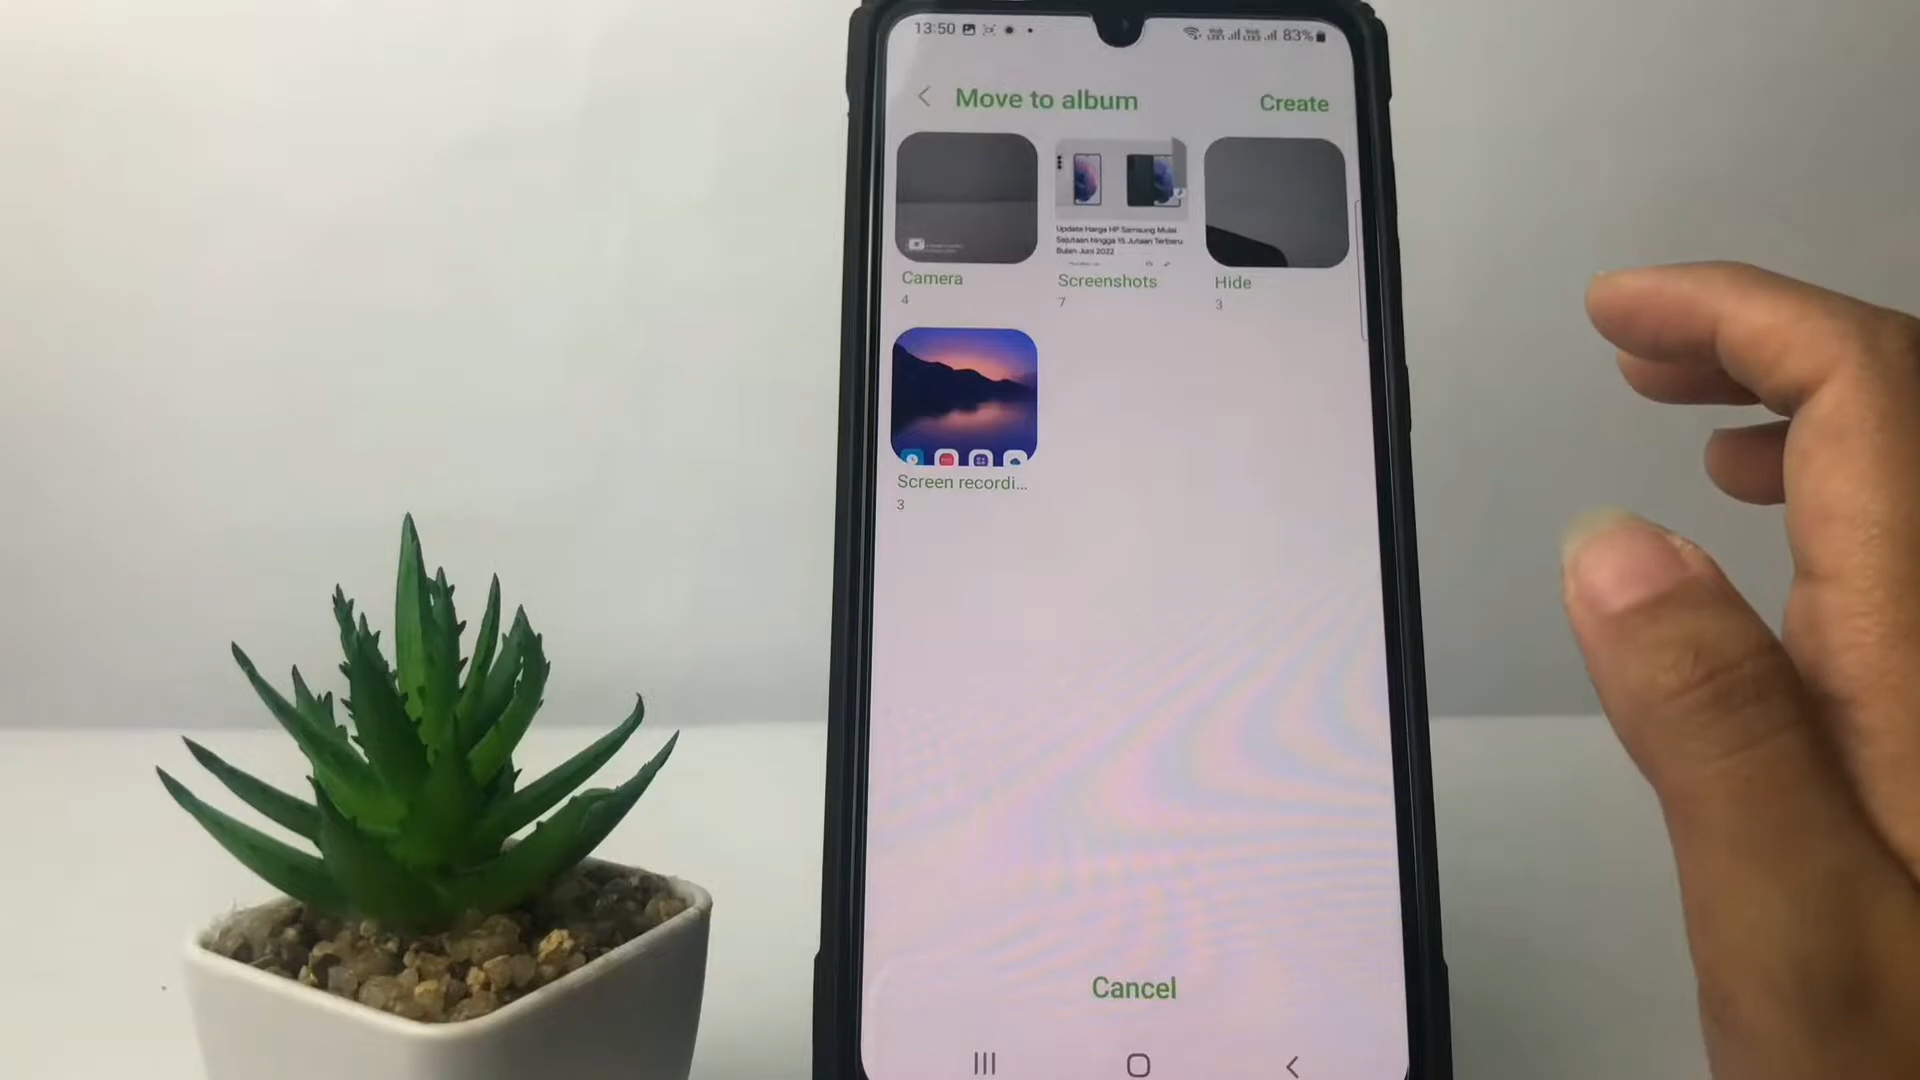 13:50
83%
Move to album
Create
Update Harga HP Samsung Mulai
Sejutaan hingga 15 Jutaan Terbaru
Bulan Juni 2022
Camera
4
Screenshots
7
Hide
3
Screen recordi...
3
Cancel